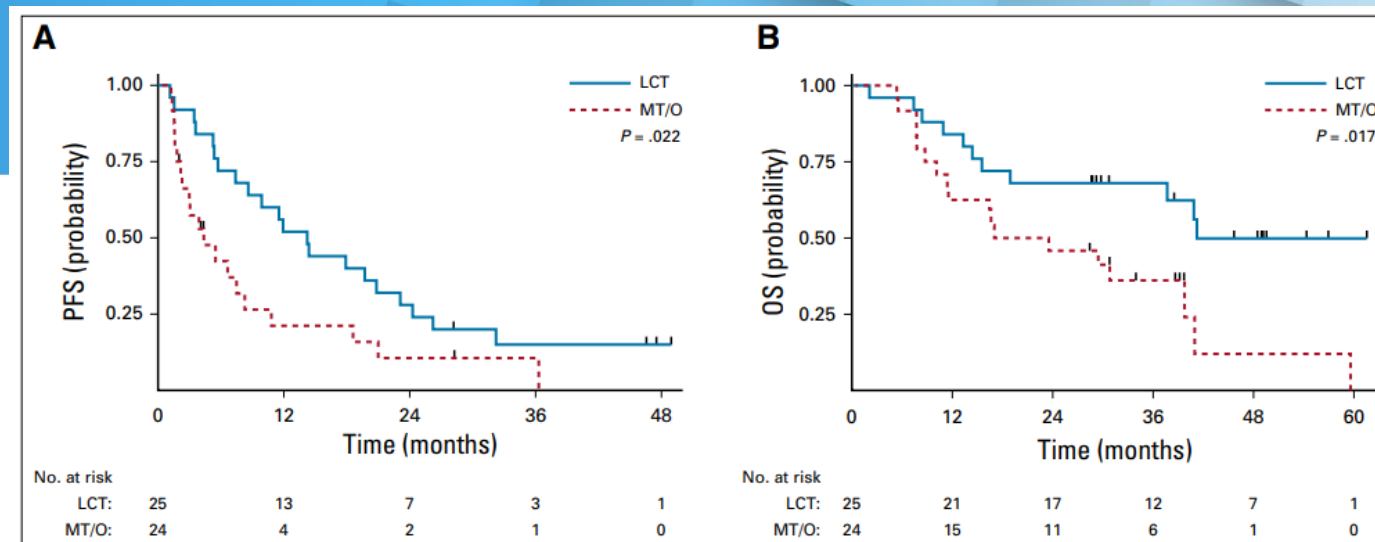 A
PFS (probability)
1.00
0.75
0.50
0.25
LCT
MT/O
P = .022
0 12 24 36 48
Time (months)
No. at risk
LCT: 25 13 7 3 1
MT/O: 24 4 2 1 0
B
OS (probability)
1.00
0.75
0.50
0.25
LCT
MT/O
P = .017
0 12 24 36 48 60
Time (months)
No. at risk
LCT: 25 21 17 12 7 1
MT/O: 24 15 11 6 1 0